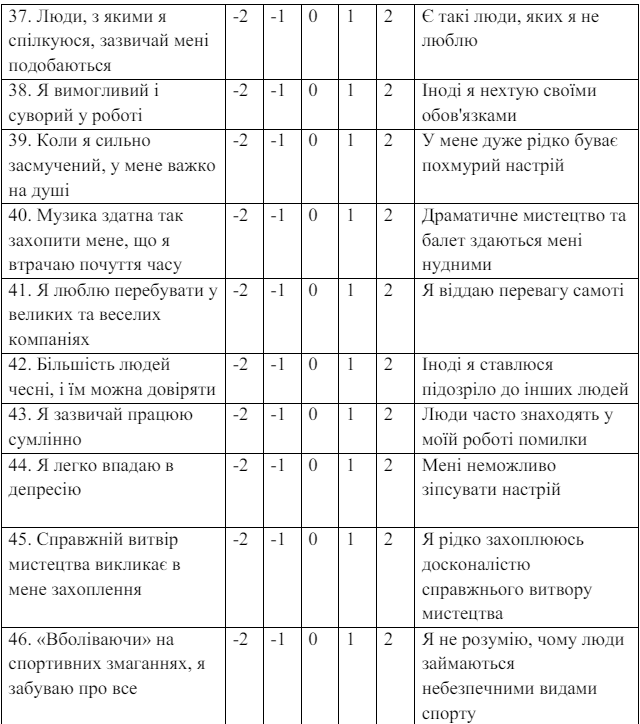 37. Люди, з якими я -2 -1 0 1 2 Є такі люди, яких я не
спілкуюся, зазвичай мені люблю
подобаються
38. Я вимогливий і -2 -1 0 1 2 Іноді я нехтую своїми
суворий у роботі обов'язками
39. Коли я сильно -2 -1 0 1 2 У мене дуже рідко буває
засмучений, у мене важко похмурий настрій
на душі
40. Музика здатна так -2 -1 0 1 2 Драматичне мистецтво та
захопити мене, що я балет здаються мені
втрачаю почуття часу нудними
41. Я люблю перебувати у -2 -1 0 1 2 Я віддаю перевагу самоті
великих та веселих
компаніях
42. Більшість людей -2 -1 0 1 2 Іноді я ставлюся
чесні, і їм можна довіряти підозріло до інших людей
43. Я зазвичай працюю -2 -1 0 1 2 Люди часто знаходять у
сумлінно моїй роботі помилки
44. Я легко впадаю в -2 -1 0 1 2 Мені неможливо
депресію зіпсувати настрій
45. Справжній витвір -2 -1 0 1 2 Я рідко захоплююсь
мистецтва викликає в досконалістю
мене захоплення справжнього витвору
мистецтва
46. «Вболіваючи» на -2 -1 0 1 2 Я не розумію, чому люди
спортивних змаганнях, я займаються
забуваю про все небезпечними видами
спорту